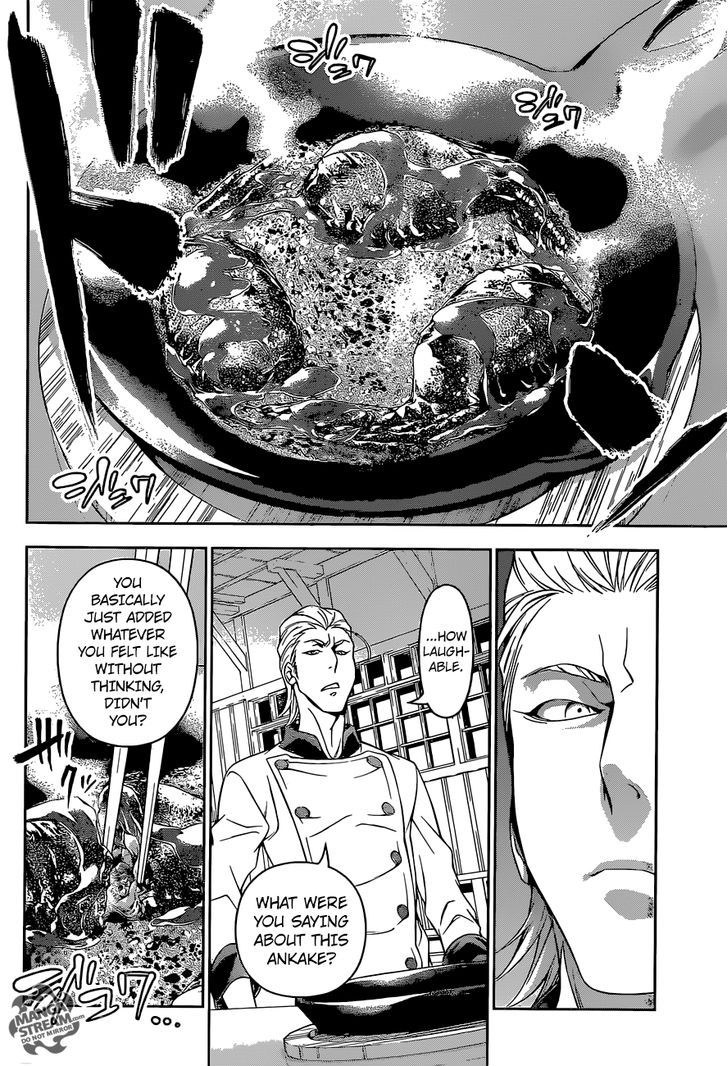 ジュワ
ジュワ
ジュワ
...HOW
LAUGH-
ABLE.
WHAT WERE
YOU SAYING
ABOUT THIS
ANKAKE?
YOU
BASICALLY
JUST ADDED
WHATEVER
YOU FELT LIKE
WITHOUT
THINKING,
DIDN'T
YOU?
ジュワ...
MANGA
STREAM.com
DO NOT MIRROR!